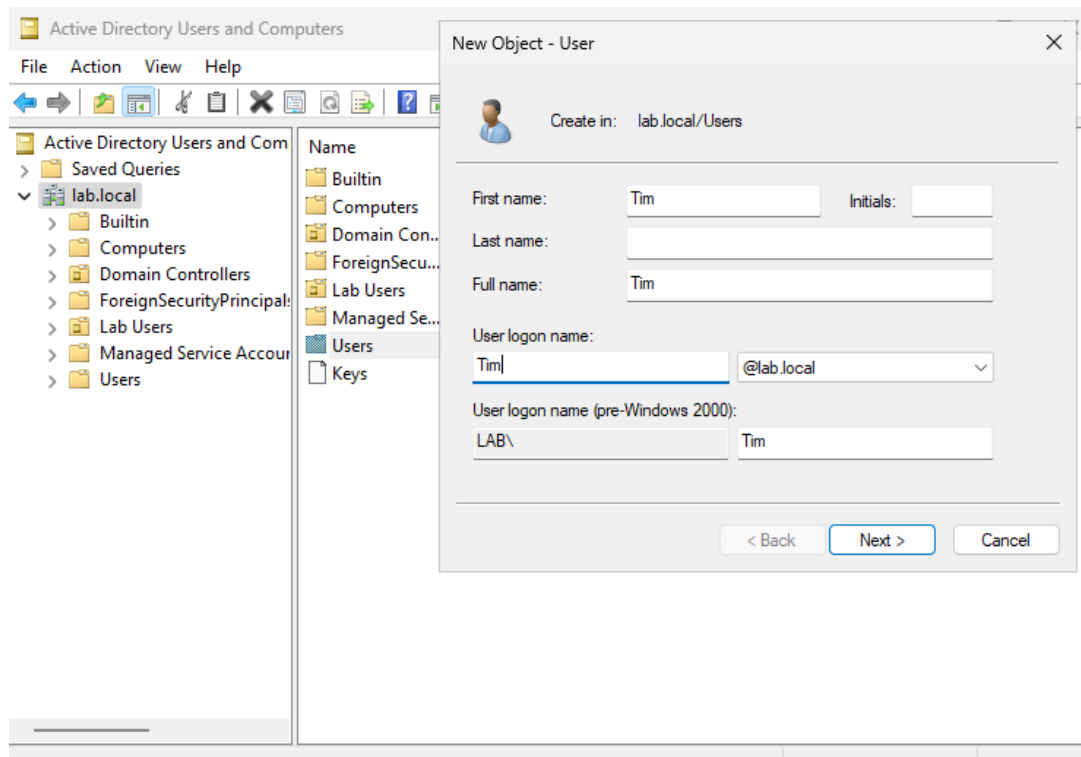 Active Directory Users and Computers
File Action View Help
Active Directory Users and Com
Saved Queries
lab.local
Builtin
Computers
Domain Controllers
ForeignSecurityPrincipals
Lab Users
Managed Service Accour
Users
Name
Builtin
Computers
Domain Con...
ForeignSecu...
Lab Users
Managed Se...
Users
Keys
New Object - User
Create in: lab.local/Users
First name: Tim Initials:
Last name:
Full name: Tim
User logon name:
Tim @lab.local
User logon name (pre-Windows 2000):
LAB\ Tim
< Back Next > Cancel